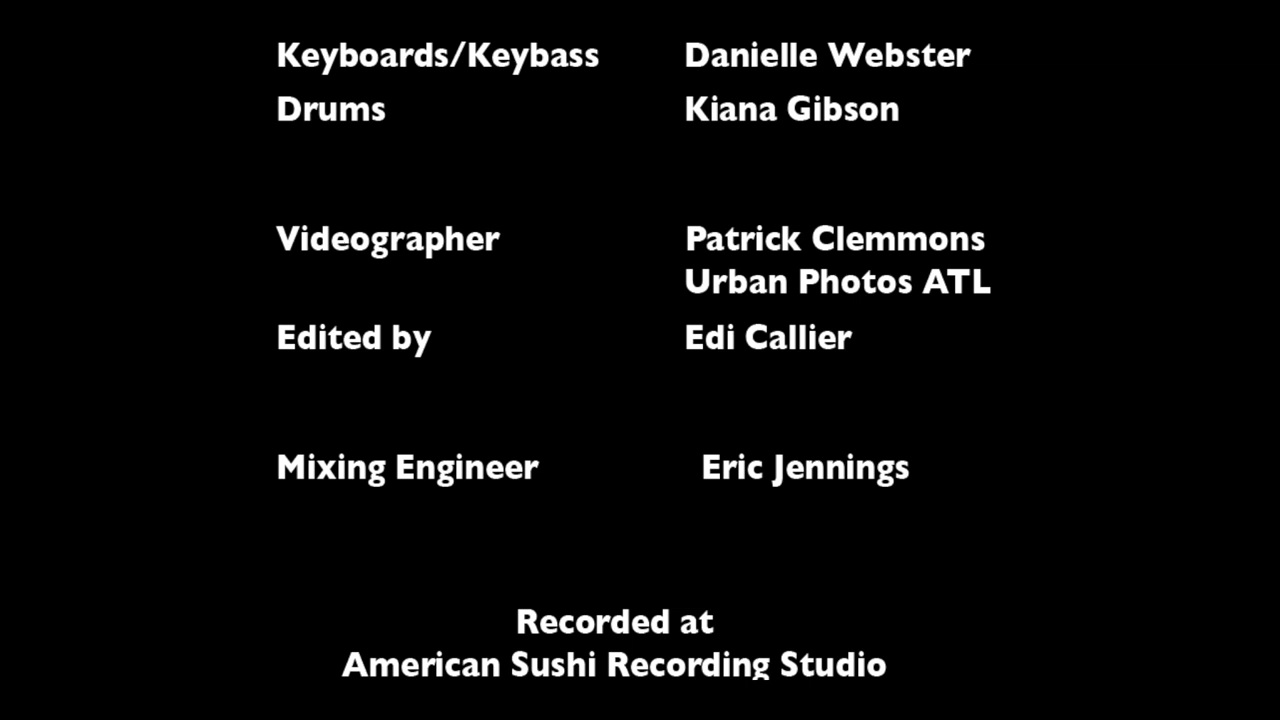 Keyboards/Keybass Danielle Webster
Drums Kiana Gibson
Videographer Patrick Clemmons
Urban Photos ATL
Edited by Edi Callier
Mixing Engineer Eric Jennings
Recorded at
American Sushi Recording Studio